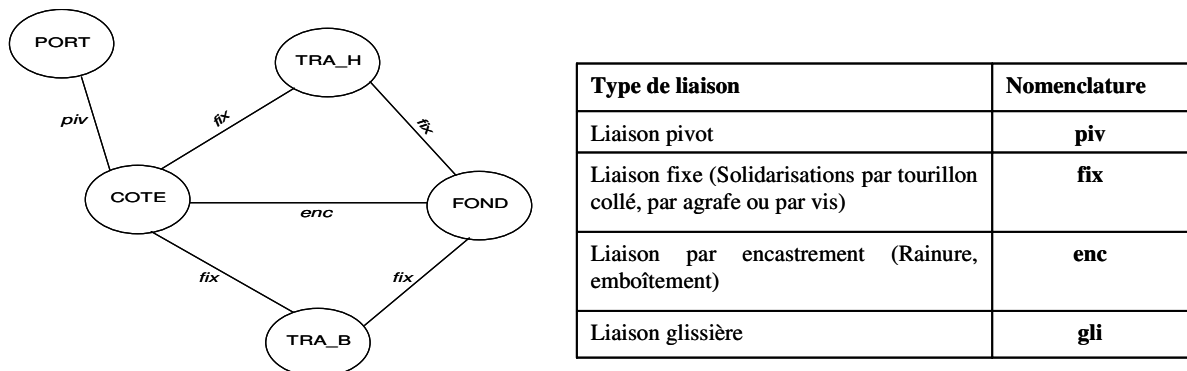 PORT
TRA_H
piv
fix
fix
COTE
enc
FOND
fix
fix
TRA_B
Type de liaison Nomenclature
Liaison pivot piv
Liaison fixe (Solidarisations par tourillon fix
collé, par agrafe ou par vis)
Liaison par encastrement (Rainure, enc
emboîtement)
Liaison glissière gli